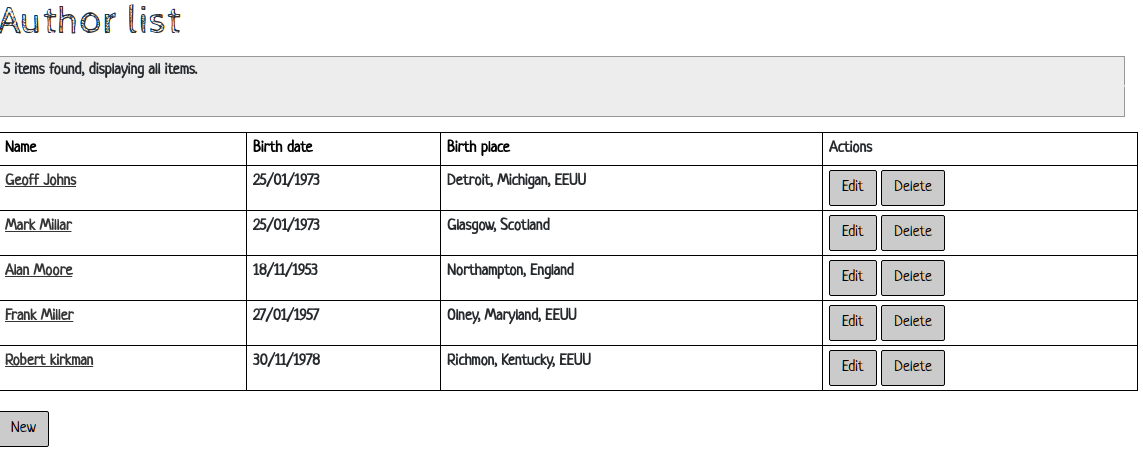 Author list
5 items found, displaying all items.
Name Birth date Birth place Actions
Geoff Johns 25/01/1973 Detroit, Michigan, EEUU Edit Delete
Mark Millar 25/01/1973 Glasgow, Scotland Edit Delete
Alan Moore 18/11/1953 Northampton, England Edit Delete
Frank Miller 27/01/1957 Olney, Maryland, EEUU Edit Delete
Robert kirkman 30/11/1978 Richmon, Kentucky, EEUU Edit Delete
New